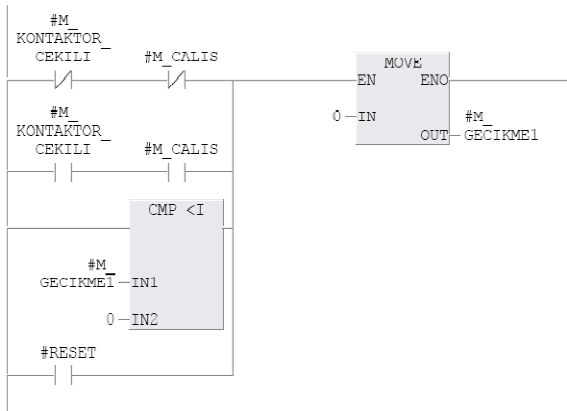 #M_
KONTAKTOR_
CEKILI
#M_CALIS
MOVE
EN ENO
0 IN
#M_
OUT GECIKME1
#M_
KONTAKTOR_
CEKILI
#M_CALIS
CMP <I
#M_
GECIKME1 IN1
0 IN2
#RESET